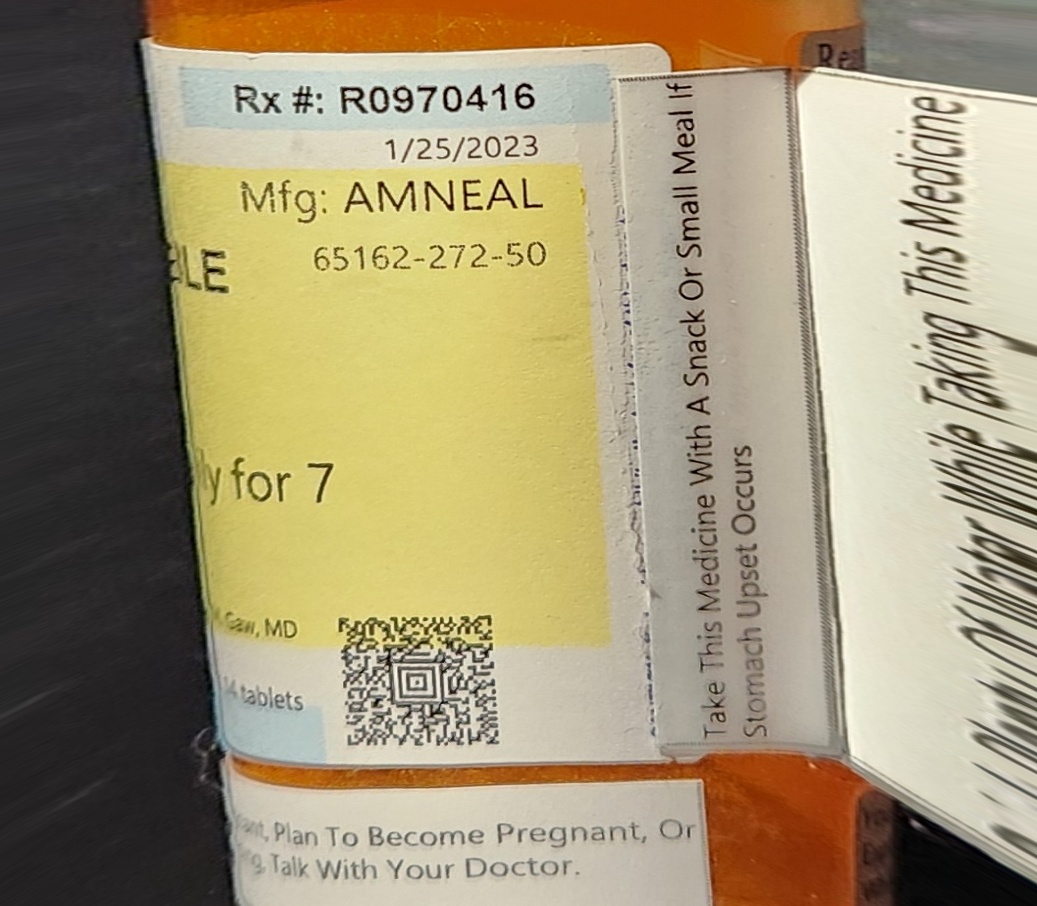 Rx #: R0970416
1/25/2023
Mfg: AMNEAL
65162-272-50
for 7
Gaw, MD
tablets
Plan To Become Pregnant, Or
Talk With Your Doctor.
Take This Medicine With A Snack Or Small Meal If
Stomach Upset Occurs
Of Water While Taking This Medicine